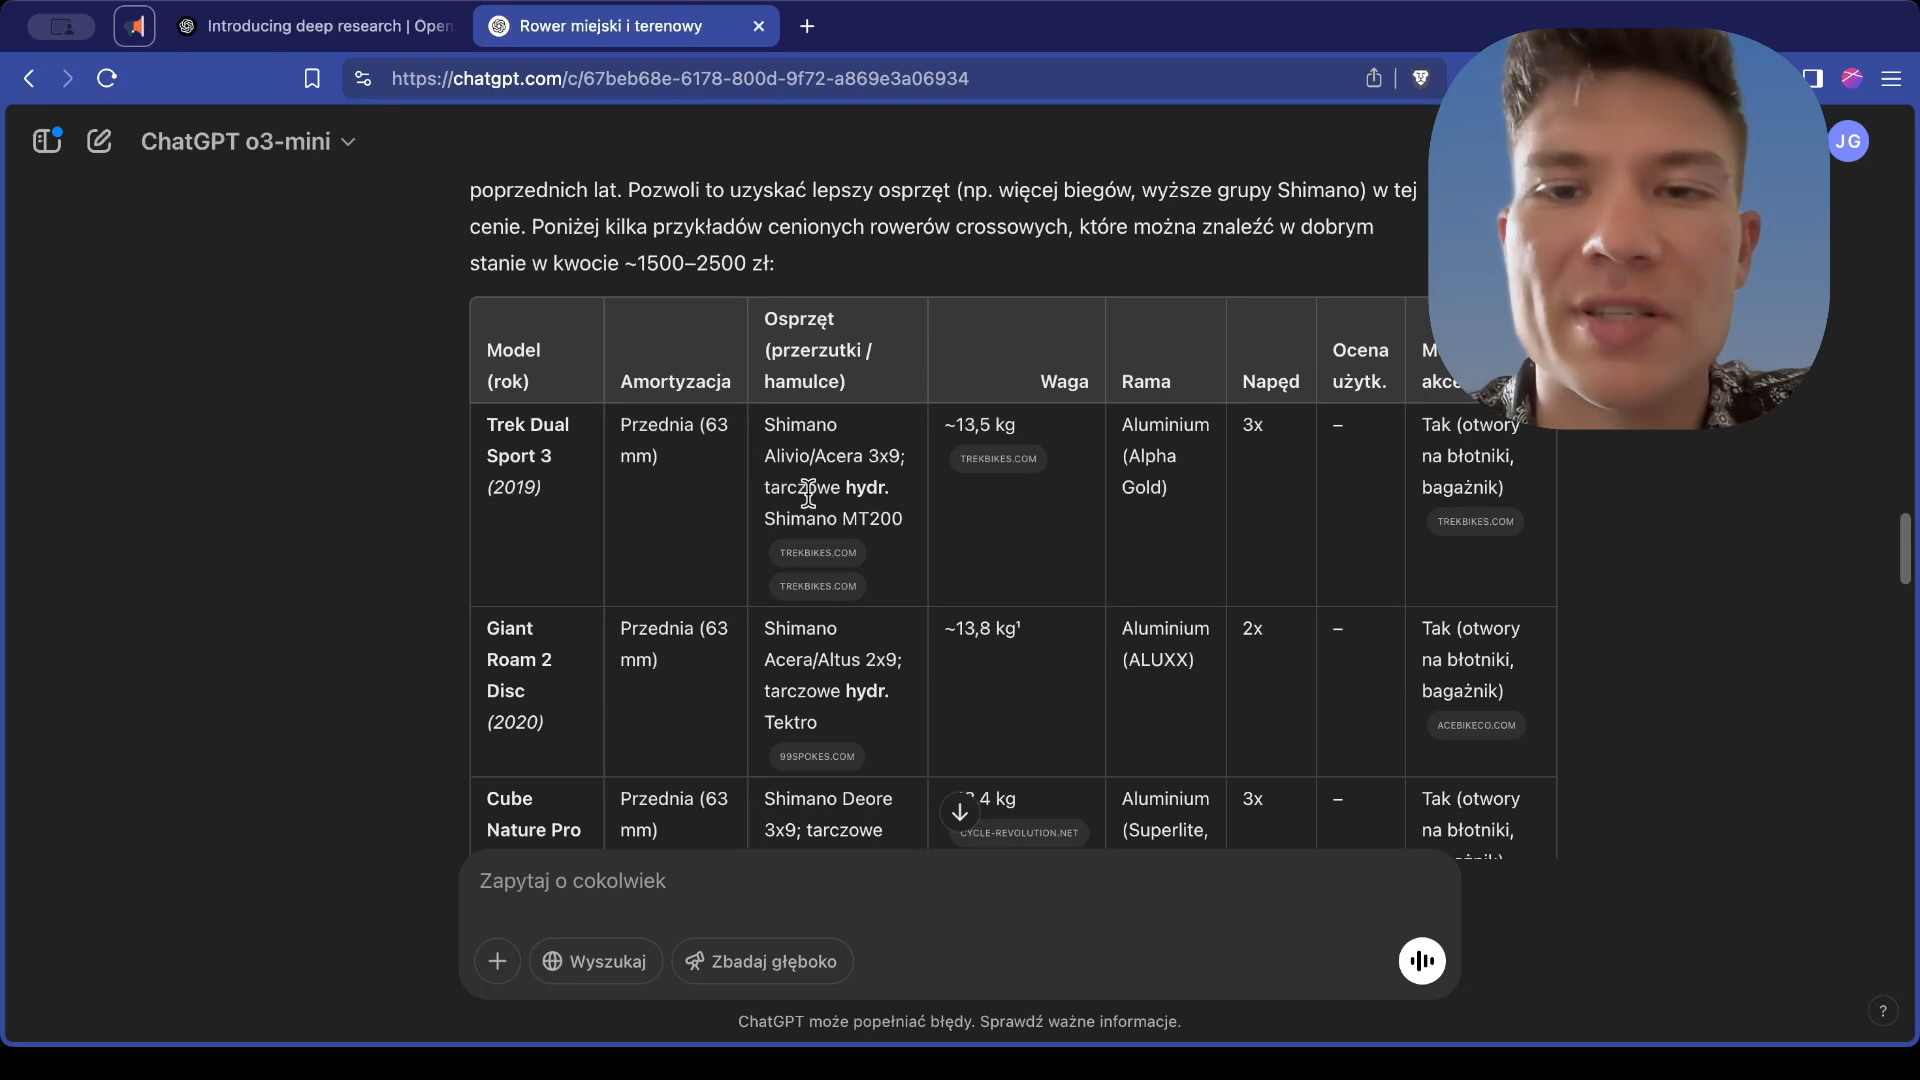 Introducing deep research | Open
Rower miejski i terenowy
https://chatgpt.com/c/67beb68e-6178-800d-9f72-a869e3a06934
ChatGPT o3-mini
JG
poprzednich lat. Pozwoli to uzyskać lepszy osprzęt (np. więcej biegów, wyższe grupy Shimano) w tej
cenie. Poniżej kilka przykładów cenionych rowerów crossowych, które można znaleźć w dobrym
stanie w kwocie ~1500–2500 zł:
Model
(rok)
Amortyzacja
Osprzęt
(przerzutki /
hamulce)
Waga
Rama
Napęd
Ocena
użytk.
Trek Dual
Sport 3
(2019)
Przednia (63
mm)
Shimano
Alivio/Acera 3x9;
tarczowe hydr.
Shimano MT200
TREKBIKES.COM
TREKBIKES.COM
~13,5 kg
TREKBIKES.COM
Aluminium
(Alpha
Gold)
3x
–
Tak (otwory
na błotniki,
bagażnik)
TREKBIKES.COM
Giant
Roam 2
Disc
(2020)
Przednia (63
mm)
Shimano
Acera/Altus 2x9;
tarczowe hydr.
Tektro
99SPOKES.COM
~13,8 kg¹
Aluminium
(ALUXX)
2x
–
Tak (otwory
na błotniki,
bagażnik)
ACEBIKECO.COM
Cube
Nature Pro
Przednia (63
mm)
Shimano Deore
3x9; tarczowe
kg
CYCLE-REVOLUTION.NET
Aluminium
(Superlite,
3x
–
Tak (otwory
na błotniki,
Zapytaj o cokolwiek
Wyszukaj
Zbadaj głęboko
ChatGPT może popełniać błędy. Sprawdź ważne informacje.
?